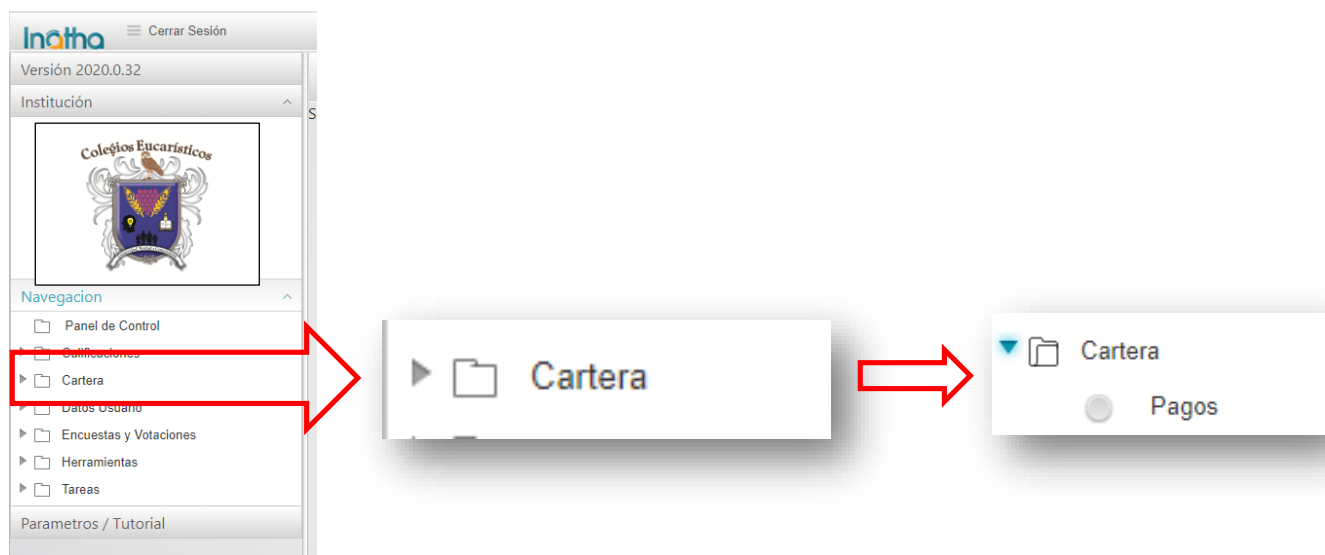 Inatha
Cerrar Sesión
Versión 2020.0.32
Institución
S
Colegios Eucarísticos
Navegacion
Panel de Control
Calificaciones
Cartera
Datos Usuario
Encuestas y Votaciones
Herramientas
Tareas
Parametros / Tutorial
Cartera
Cartera
Pagos